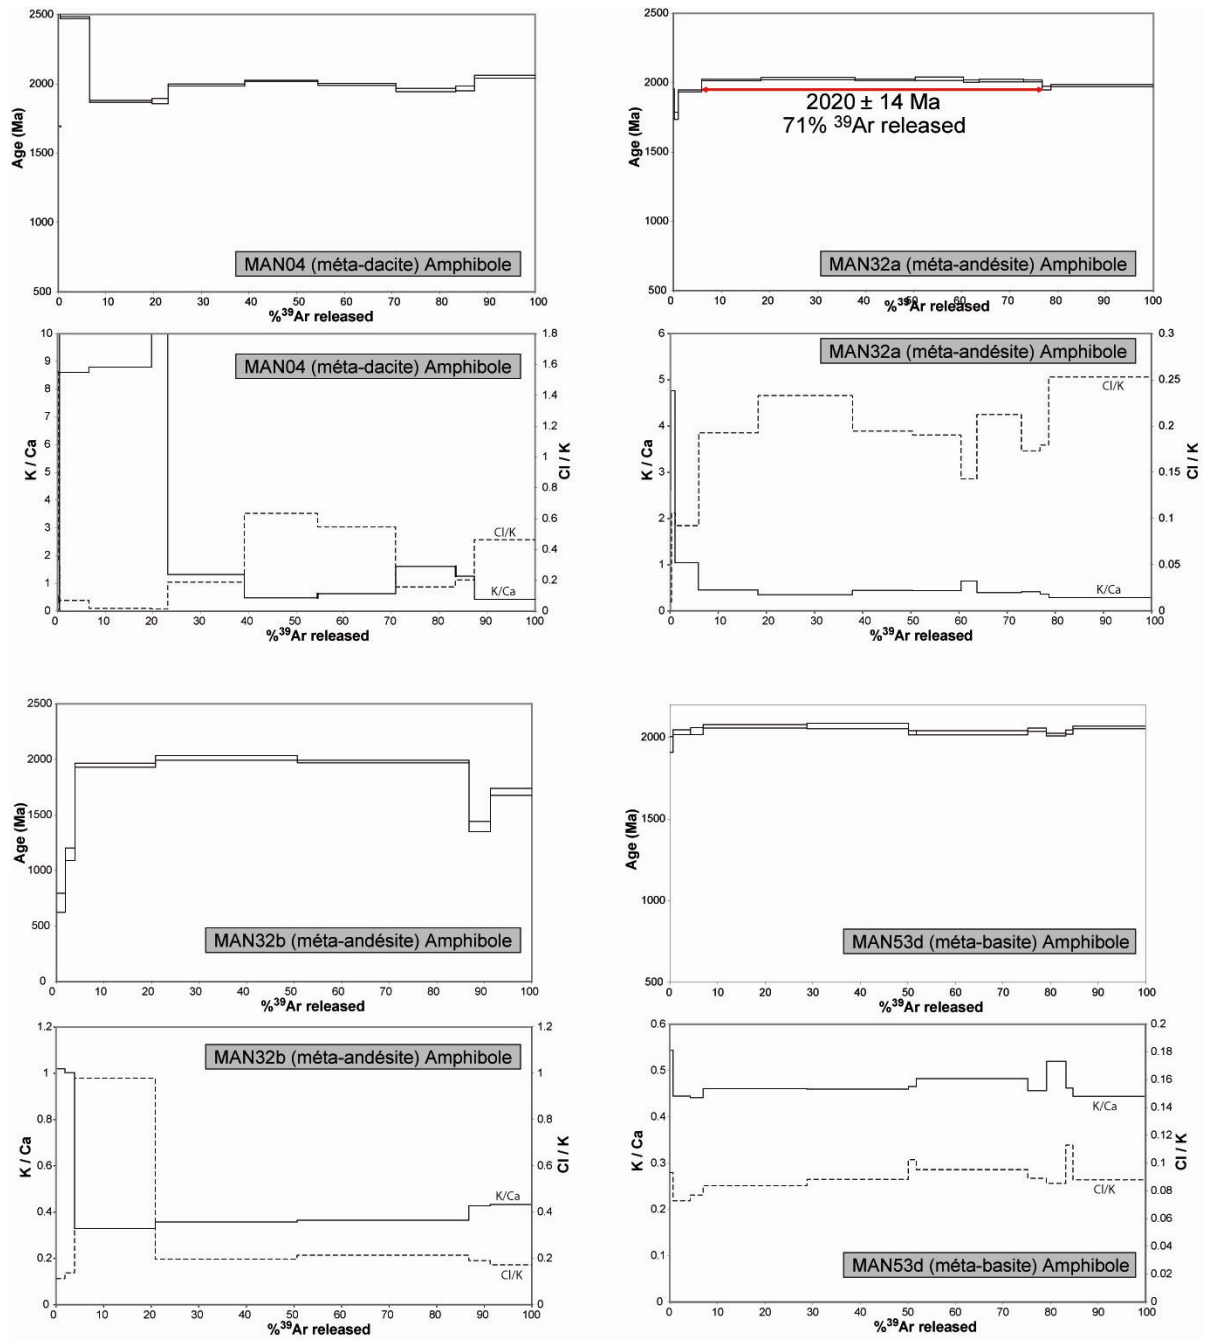 2500
2000
1500
1000
500
Age (Ma)
MAN04 (méta-dacite) Amphibole
0 10 20 30 40 50 60 70 80 90 100
%³⁹Ar released
2500
2000
1500
1000
500
Age (Ma)
2020 ± 14 Ma
71% ³⁹Ar released
MAN32a (méta-andésite) Amphibole
0 10 20 30 40 50 60 70 80 90 100
%³⁹Ar released
10
9
8
7
6
5
4
3
2
1
0
K / Ca
MAN04 (méta-dacite) Amphibole
Cl/K
K/Ca
1.8
1.6
1.4
1.2
1
0.8
0.6
0.4
0.2
0
Cl / K
0 10 20 30 40 50 60 70 80 90 100
%³⁹Ar released
6
5
4
3
2
1
0
K / Ca
MAN32a (méta-andésite) Amphibole
Cl/K
K/Ca
0.3
0.25
0.2
0.15
0.1
0.05
0
Cl / K
0 10 20 30 40 50 60 70 80 90 100
%³⁹Ar released
2500
2000
1500
1000
500
0
Age (Ma)
MAN32b (méta-andésite) Amphibole
0 10 20 30 40 50 60 70 80 90 100
%³⁹Ar released
2000
1500
1000
500
Age (Ma)
MAN53d (méta-basite) Amphibole
0 10 20 30 40 50 60 70 80 90 100
%³⁹Ar released
1.2
1
0.8
0.6
0.4
0.2
0
K / Ca
MAN32b (méta-andésite) Amphibole
K/Ca
Cl/K
1.2
1
0.8
0.6
0.4
0.2
0
Cl / K
0 10 20 30 40 50 60 70 80 90 100
%³⁹Ar released
0.6
0.5
0.4
0.3
0.2
0.1
0
K / Ca
K/Ca
Cl/K
MAN53d (méta-basite) Amphibole
0.2
0.18
0.16
0.14
0.12
0.1
0.08
0.06
0.04
0.02
0
Cl / K
0 10 20 30 40 50 60 70 80 90 100
%³⁹Ar released